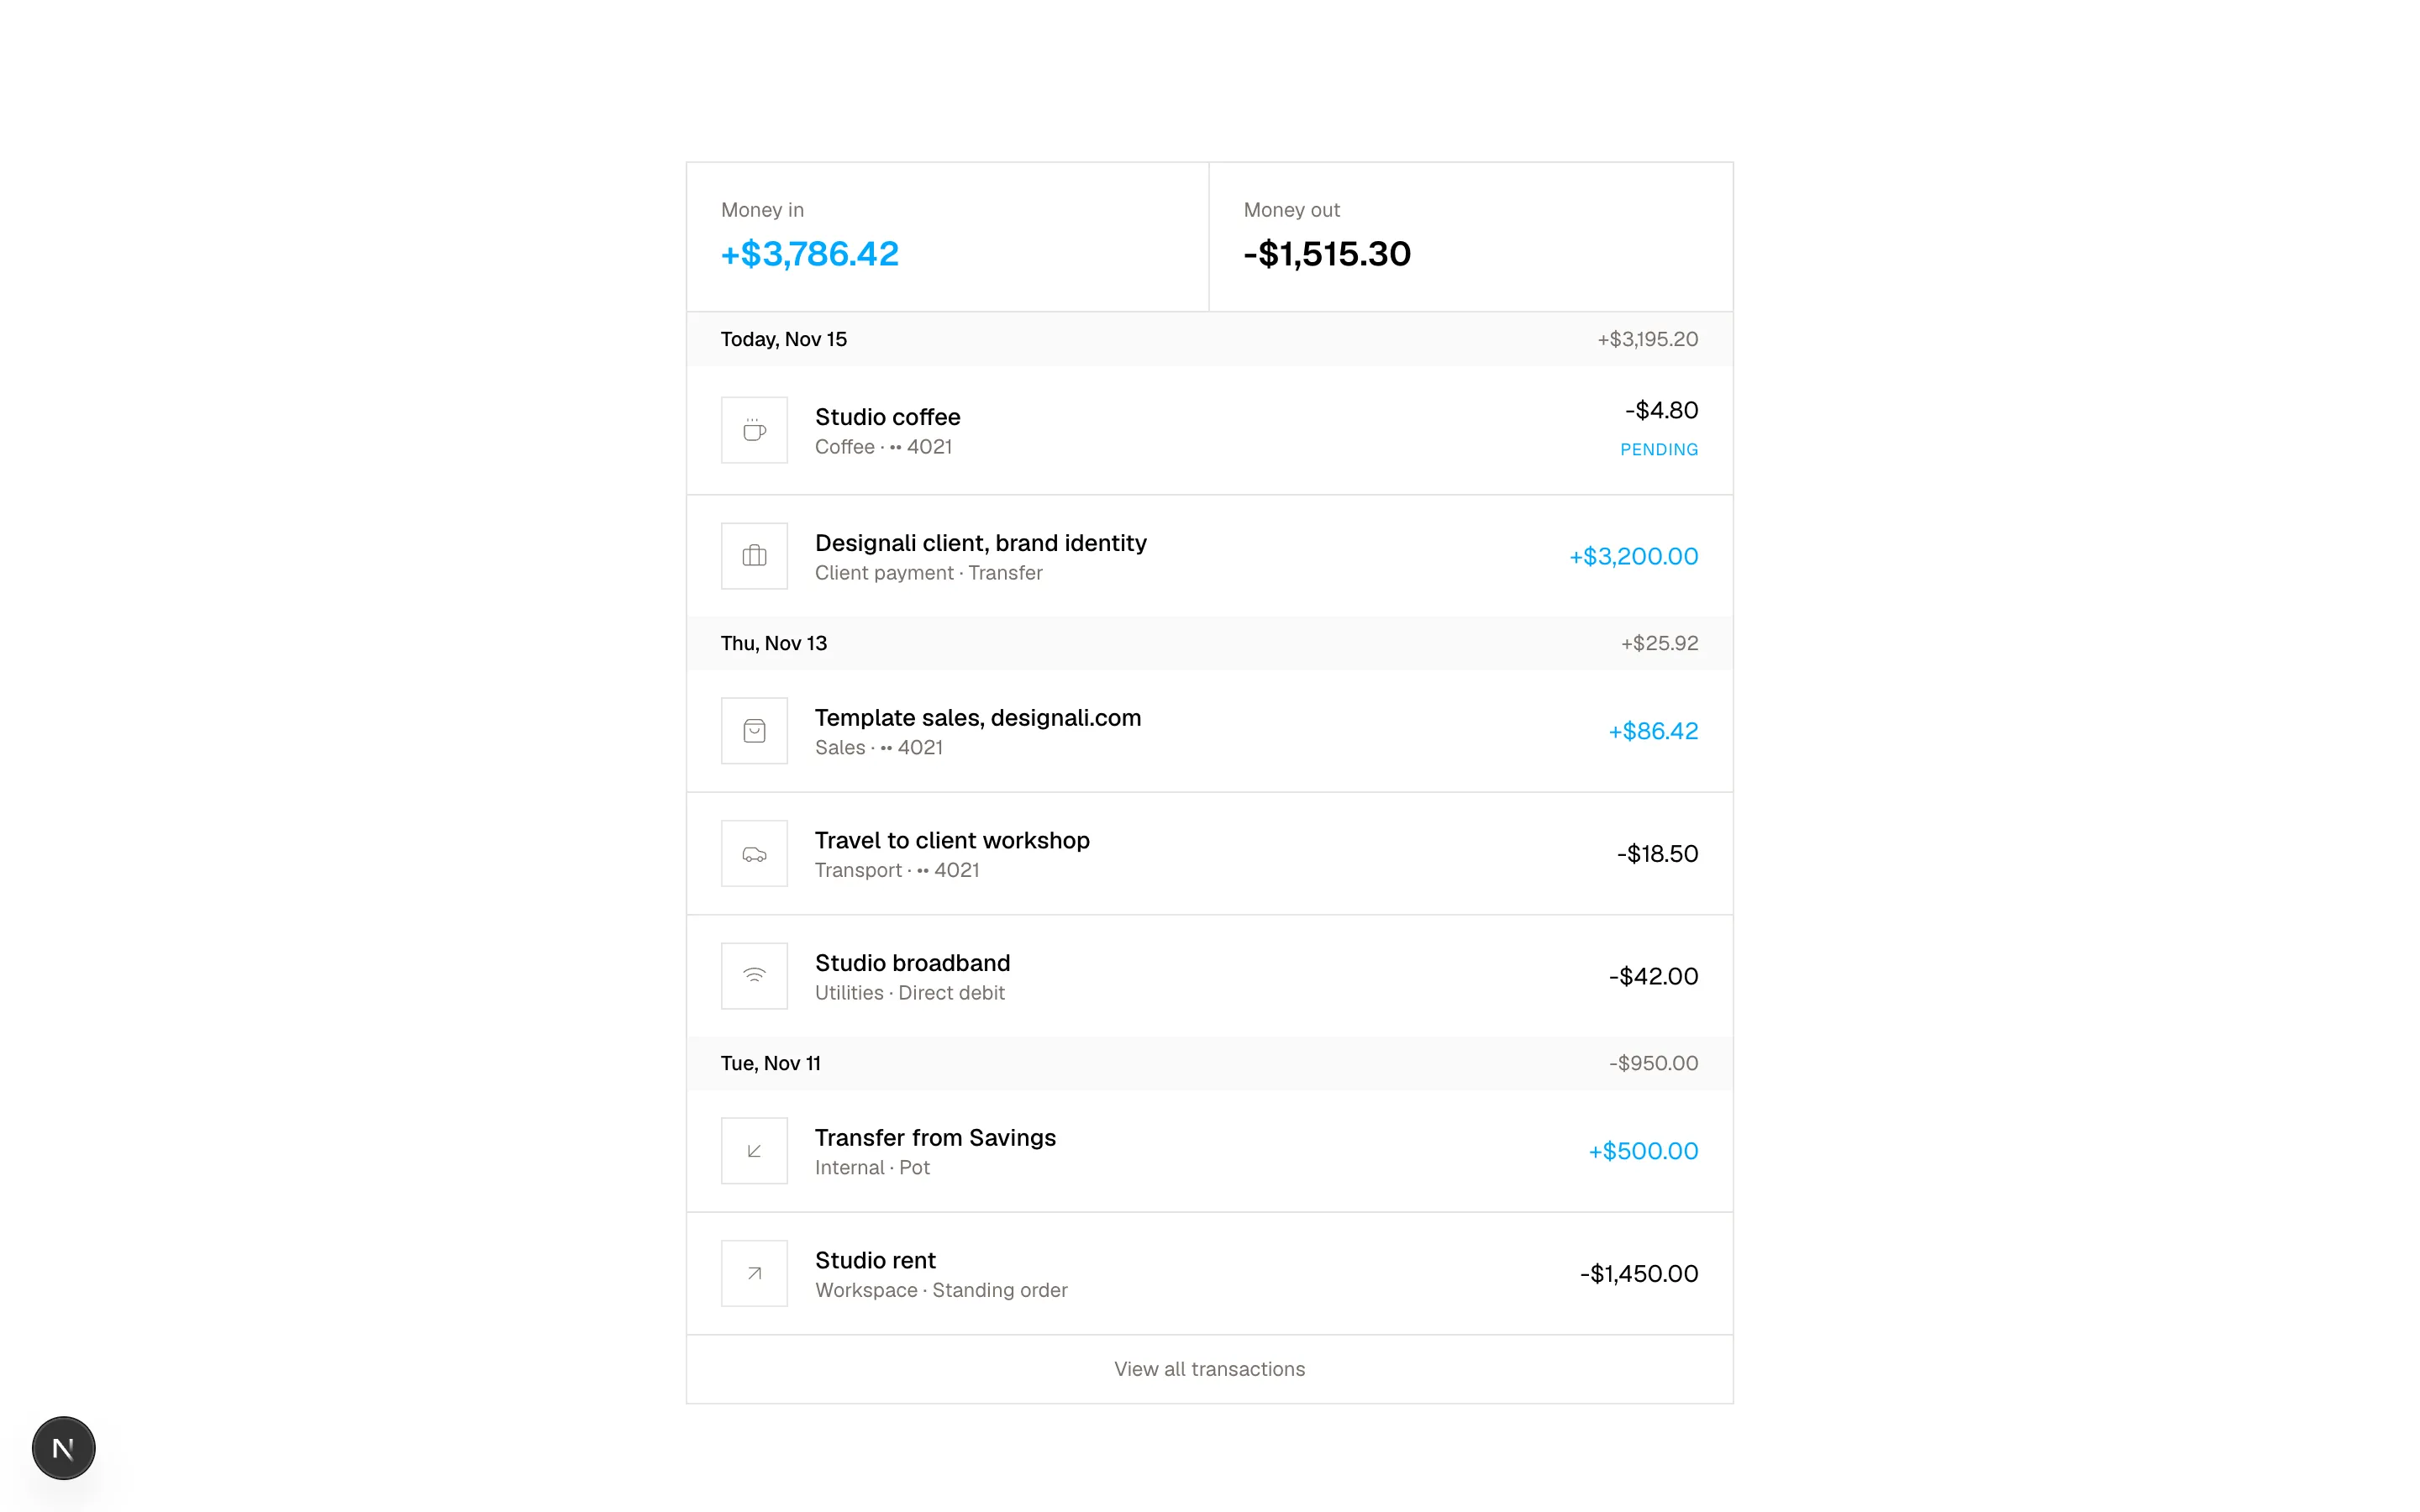 Money in
+$3,786.42
Money out
-$1,515.30
Today, Nov 15
+$3,195.20
Studio coffee
Coffee · •• 4021
-$4.80
PENDING
Designali client, brand identity
Client payment · Transfer
+$3,200.00
Thu, Nov 13
+$25.92
Template sales, designali.com
Sales · •• 4021
+$86.42
Travel to client workshop
Transport · •• 4021
-$18.50
Studio broadband
Utilities · Direct debit
-$42.00
Tue, Nov 11
-$950.00
Transfer from Savings
Internal · Pot
+$500.00
Studio rent
Workspace · Standing order
-$1,450.00
View all transactions
N